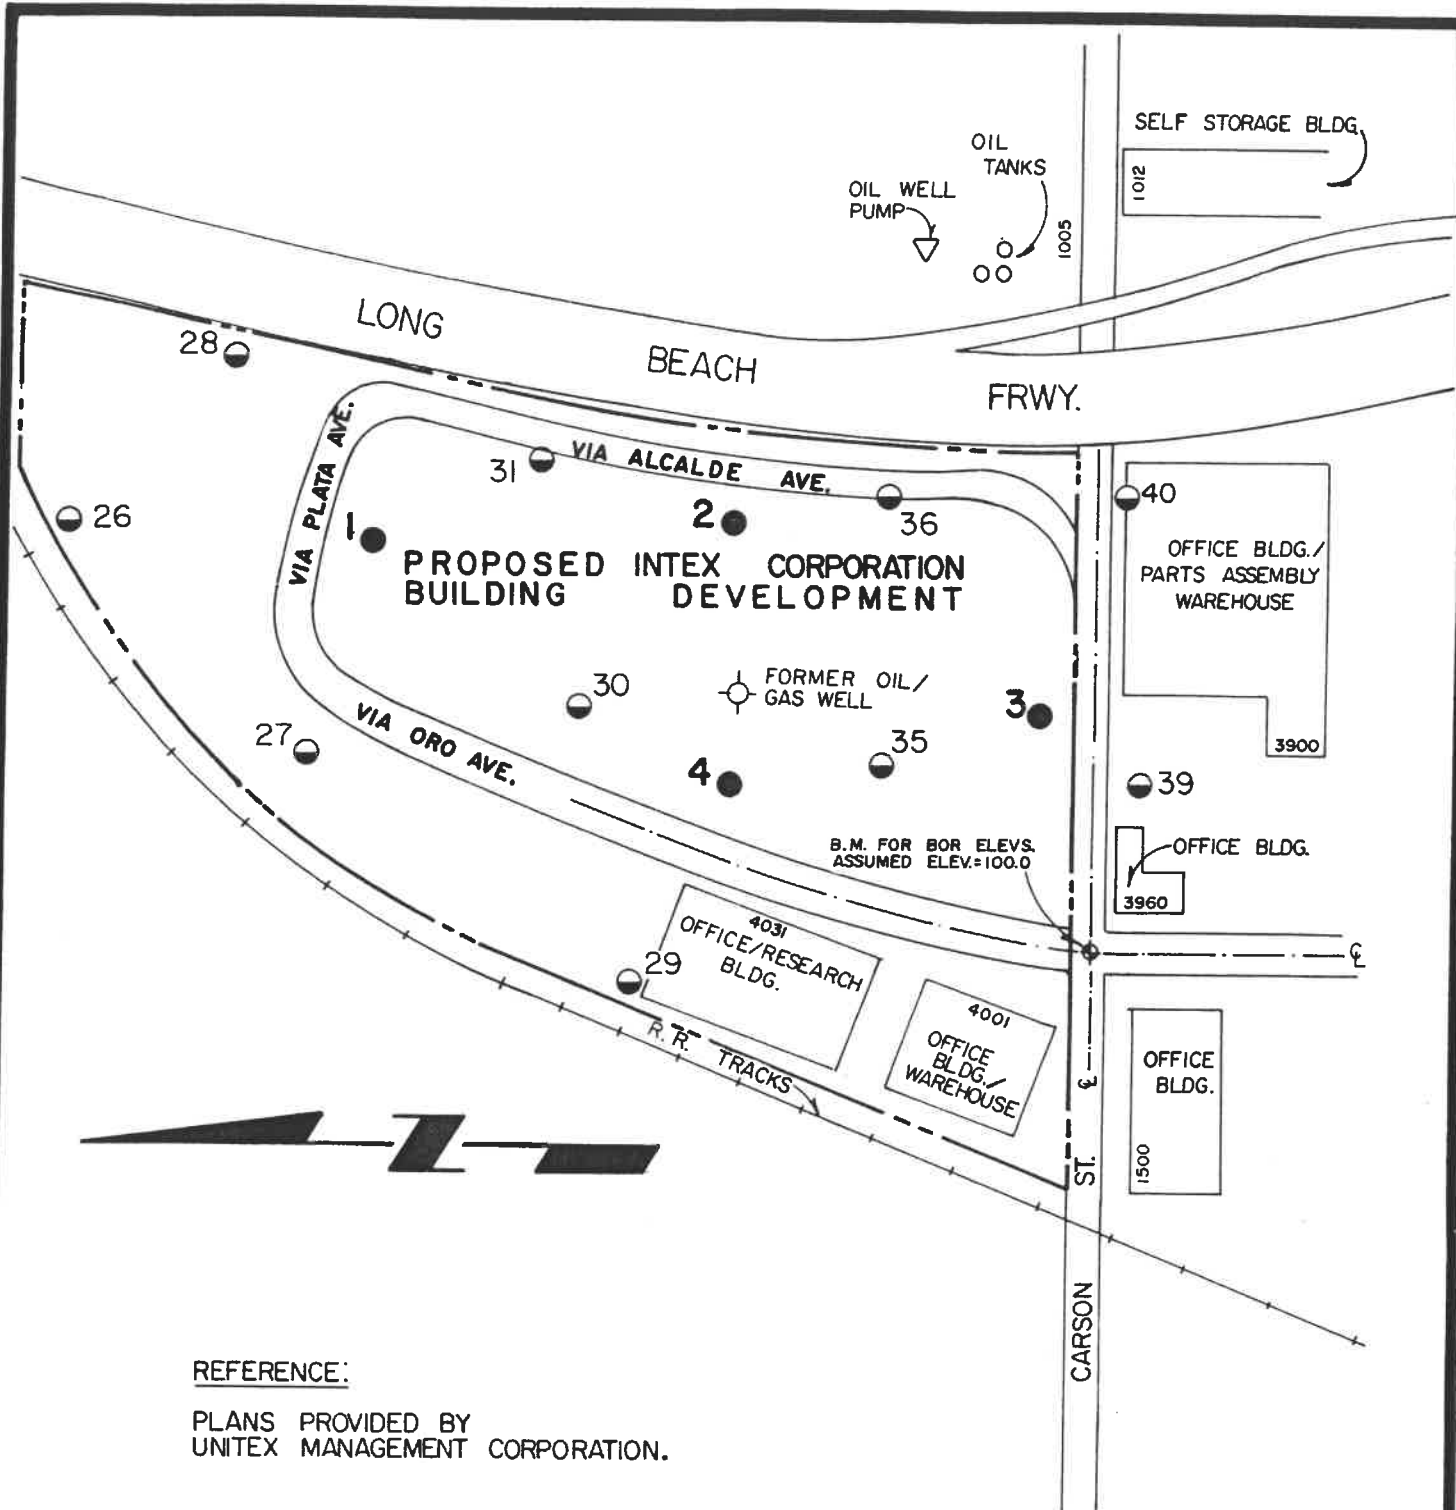 SELF STORAGE BLDG.
1012
OIL
TANKS
OIL WELL
PUMP
1005
LONG BEACH FRWY.
28
VIA PLATA AVE.
31
VIA ALCALDE AVE.
36
40
26
1
2
PROPOSED INTEX CORPORATION
BUILDING DEVELOPMENT
OFFICE BLDG./
PARTS ASSEMBLY
WAREHOUSE
30
FORMER OIL/
GAS WELL
3
27
VIA ORO AVE.
35
4
3900
39
B.M. FOR BOR ELEVS.
ASSUMED ELEV.=100.0
OFFICE BLDG.
3960
4031
OFFICE/RESEARCH
BLDG.
29
℄
4001
OFFICE
BLDG./
WAREHOUSE
R. R. TRACKS
℄
OFFICE
BLDG.
1500
Z
CARSON ST.
REFERENCE:
PLANS PROVIDED BY
UNITEX MANAGEMENT CORPORATION.